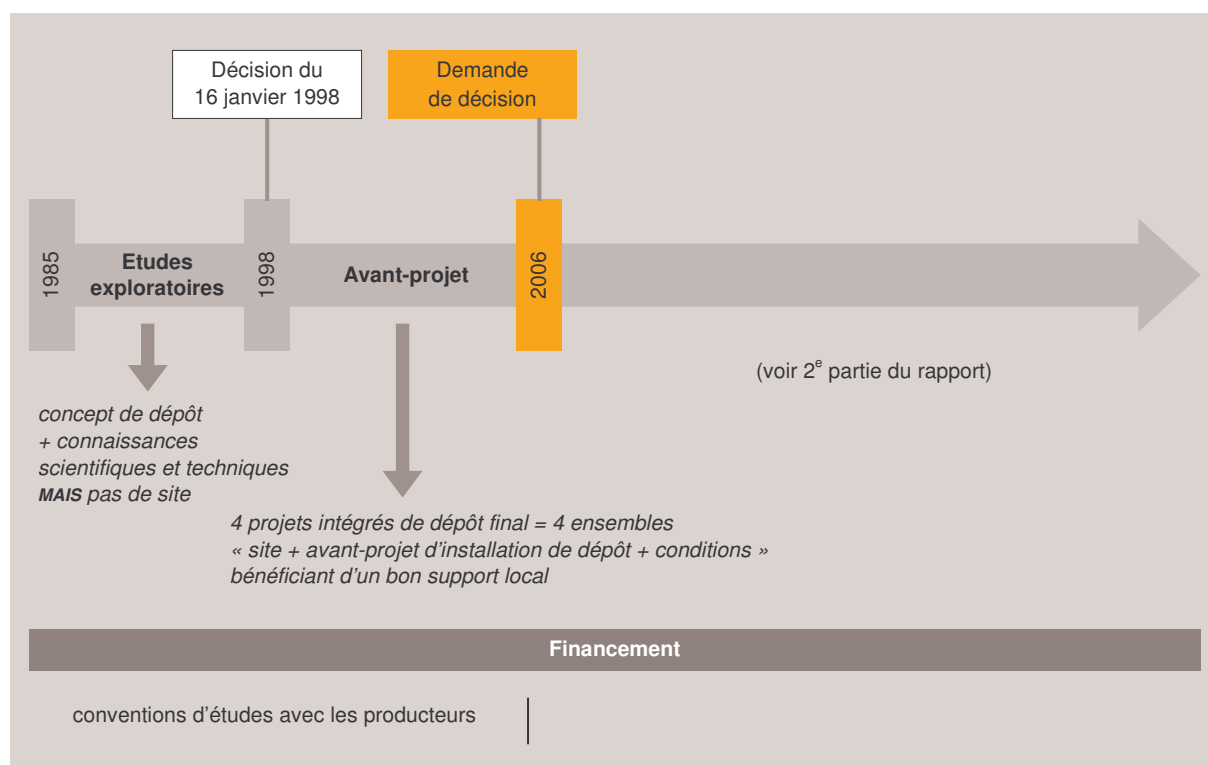 Décision du
16 janvier 1998
Demande
de décision
1985
Etudes
exploratoires
1998
Avant-projet
2006
(voir 2e partie du rapport)
concept de dépôt
+ connaissances
scientifiques et techniques
MAIS pas de site
4 projets intégrés de dépôt final = 4 ensembles
« site + avant-projet d'installation de dépôt + conditions »
bénéficiant d'un bon support local
Financement
conventions d'études avec les producteurs